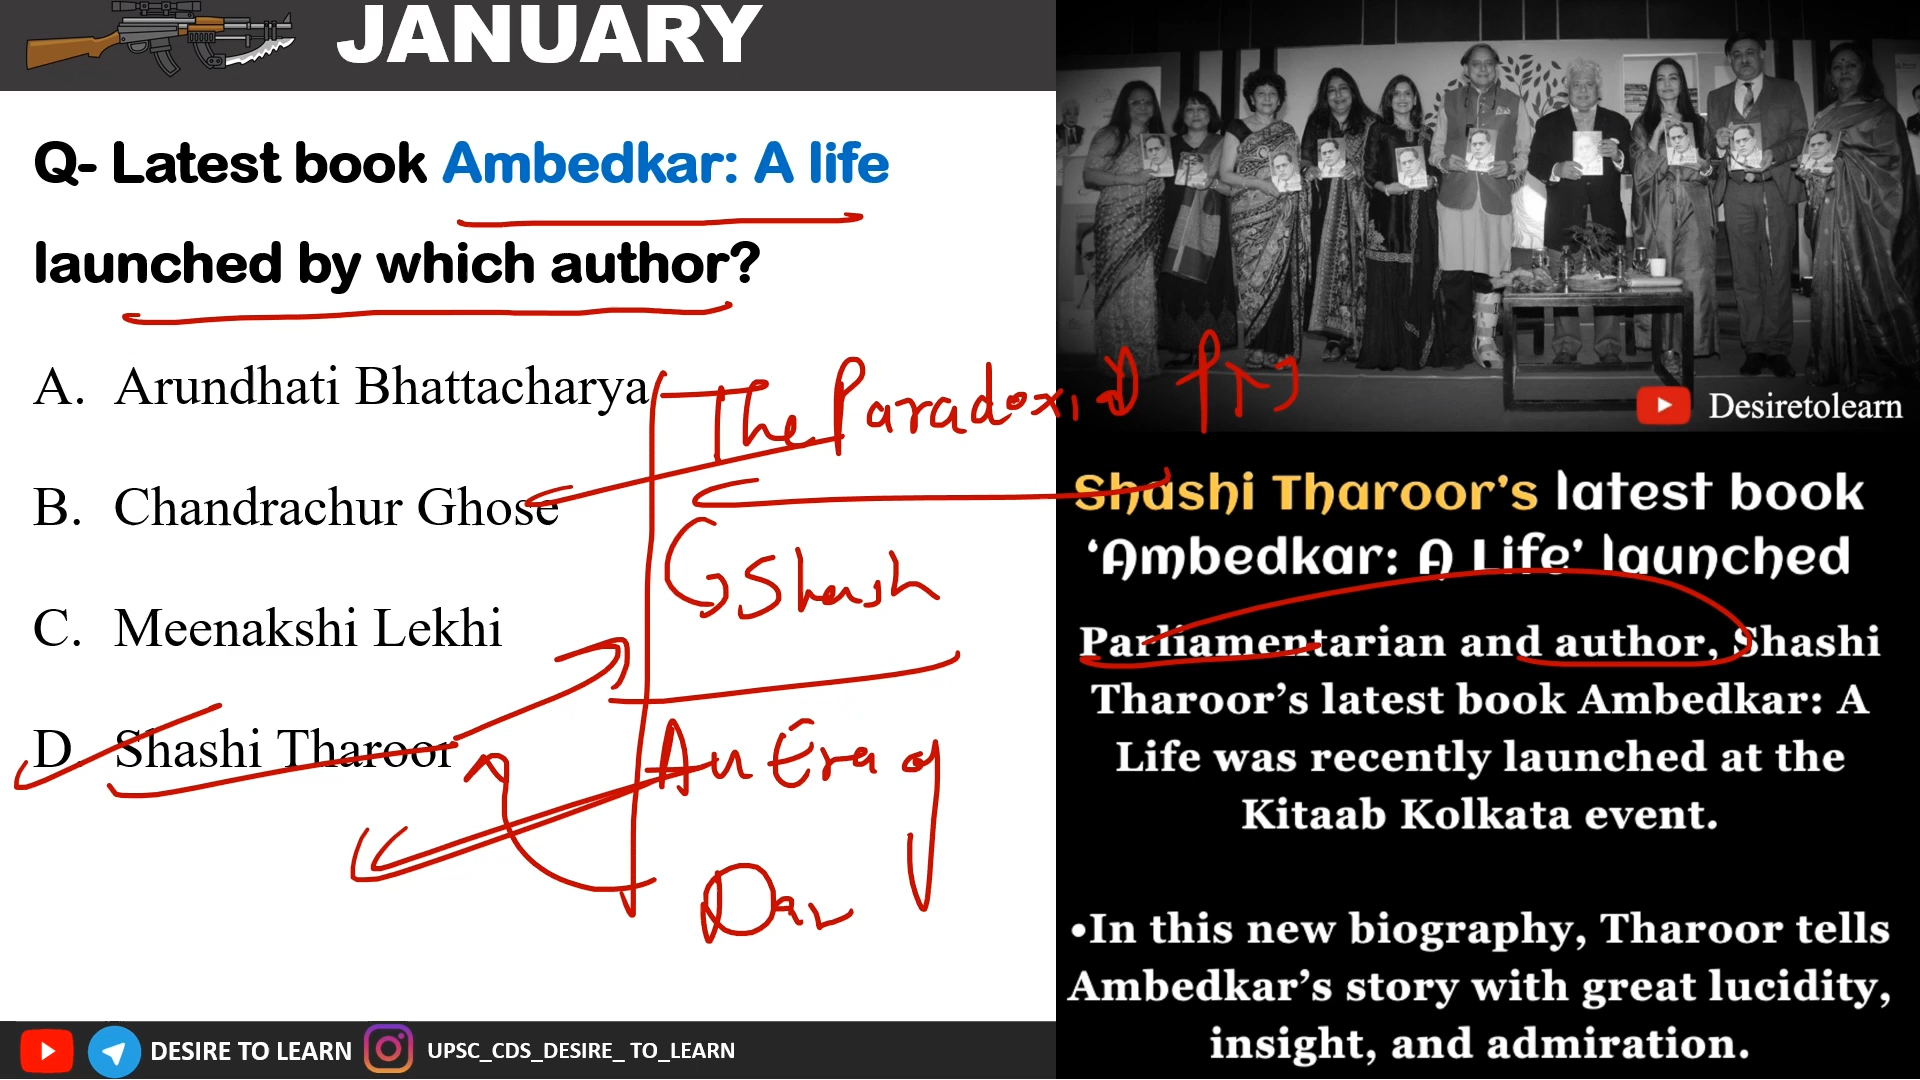 JANUARY
Q- Latest book Ambedkar: A life
launched by which author?
A. Arundhati Bhattacharya
B. Chandrachur Ghose
C. Meenakshi Lekhi
D. Shashi Tharoor
The Paradoxi
Shash
An Era of
Dar
Desiretolearn
Shashi Tharoor's latest book
‘Ambedkar: A Life’ launched
Parliamentarian and author, Shashi
Tharoor's latest book Ambedkar: A
Life was recently launched at the
Kitaab Kolkata event.
•In this new biography, Tharoor tells
Ambedkar's story with great lucidity,
insight, and admiration.
DESIRE TO LEARN
UPSC_CDS_DESIRE_ TO_LEARN